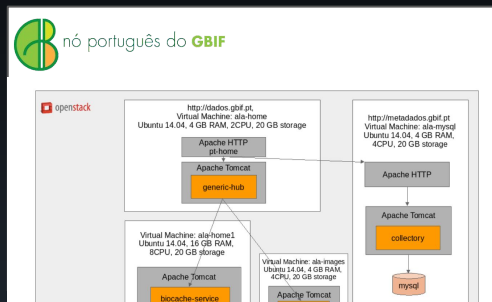 nó português do GBIF
openstack
http://dados.gbif.pt,
Virtual Machine: ala-home
Ubuntu 14.04, 4 GB RAM, 2CPU, 20 GB storage
Apache HTTP
pt-home
Apache Tomcat
generic-hub
http://metadados.gbif.pt
Virtual Machine: ala-mysql
Ubuntu 14.04, 4 GB RAM,
4CPU, 20 GB storage
Apache HTTP
Apache Tomcat
collectory
mysql
Virtual Machine: ala-home1
Ubuntu 14.04, 16 GB RAM,
8CPU, 20 GB storage
Apache Tomcat
biocache-service
Virtual Machine: ala-images
Ubuntu 14.04, 4 GB RAM,
4CPU, 20 GB storage
Apache Tomcat